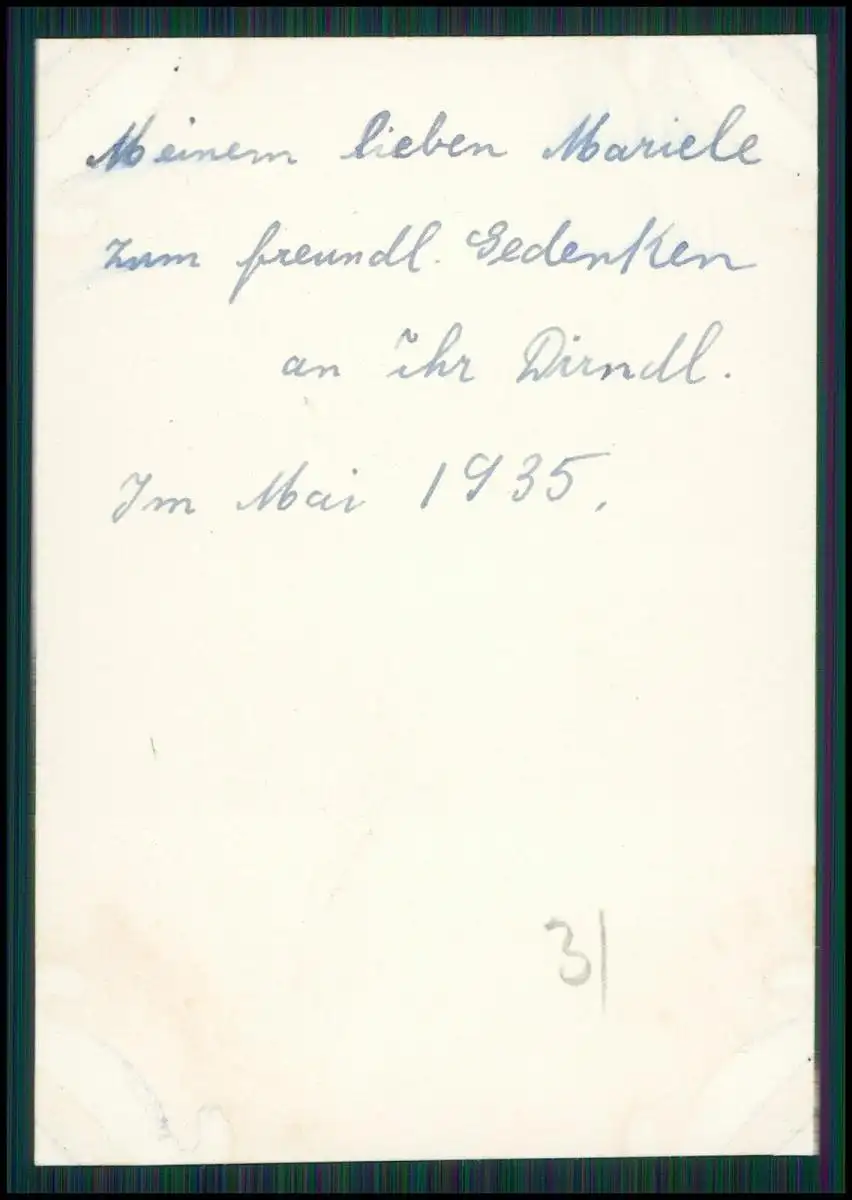 Meinem lieben Mariele
zum freundl. Gedenken
an ihr Dirndl.
Im Mai 1935.
31